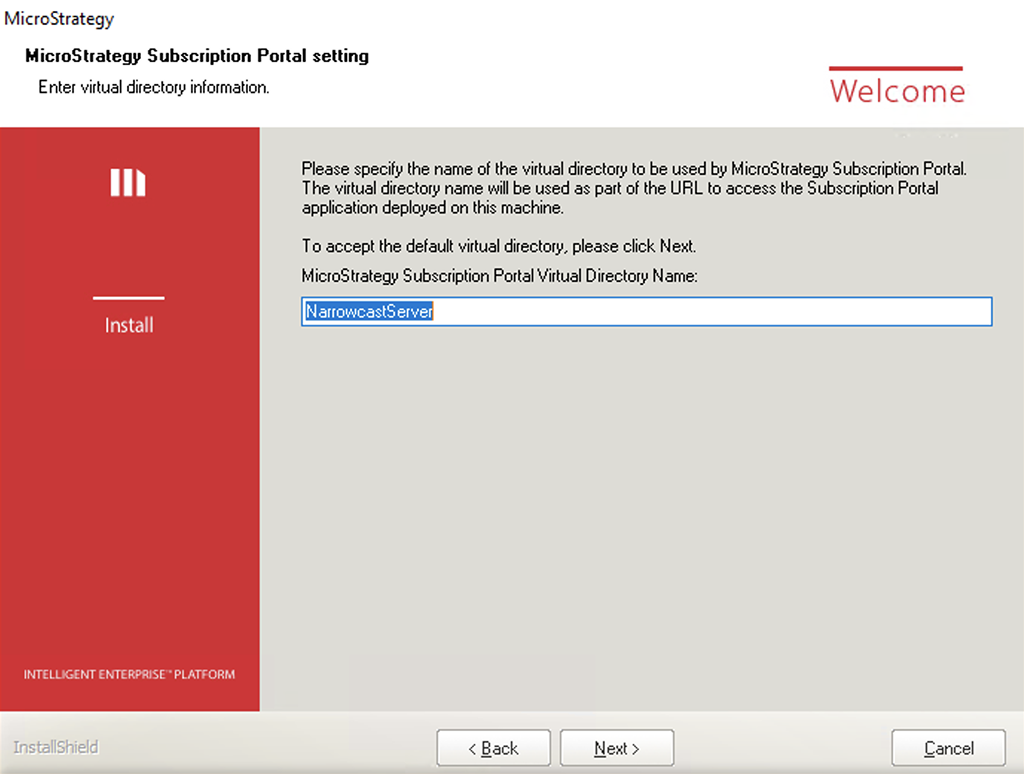 MicroStrategy
MicroStrategy Subscription Portal setting
Enter virtual directory information.
Welcome
Please specify the name of the virtual directory to be used by MicroStrategy Subscription Portal.
The virtual directory name will be used as part of the URL to access the Subscription Portal
application deployed on this machine.
To accept the default virtual directory, please click Next.
MicroStrategy Subscription Portal Virtual Directory Name:
NarrowcastServer
Install
INTELLIGENT ENTERPRISE™ PLATFORM
InstallShield
< Back
Next >
Cancel